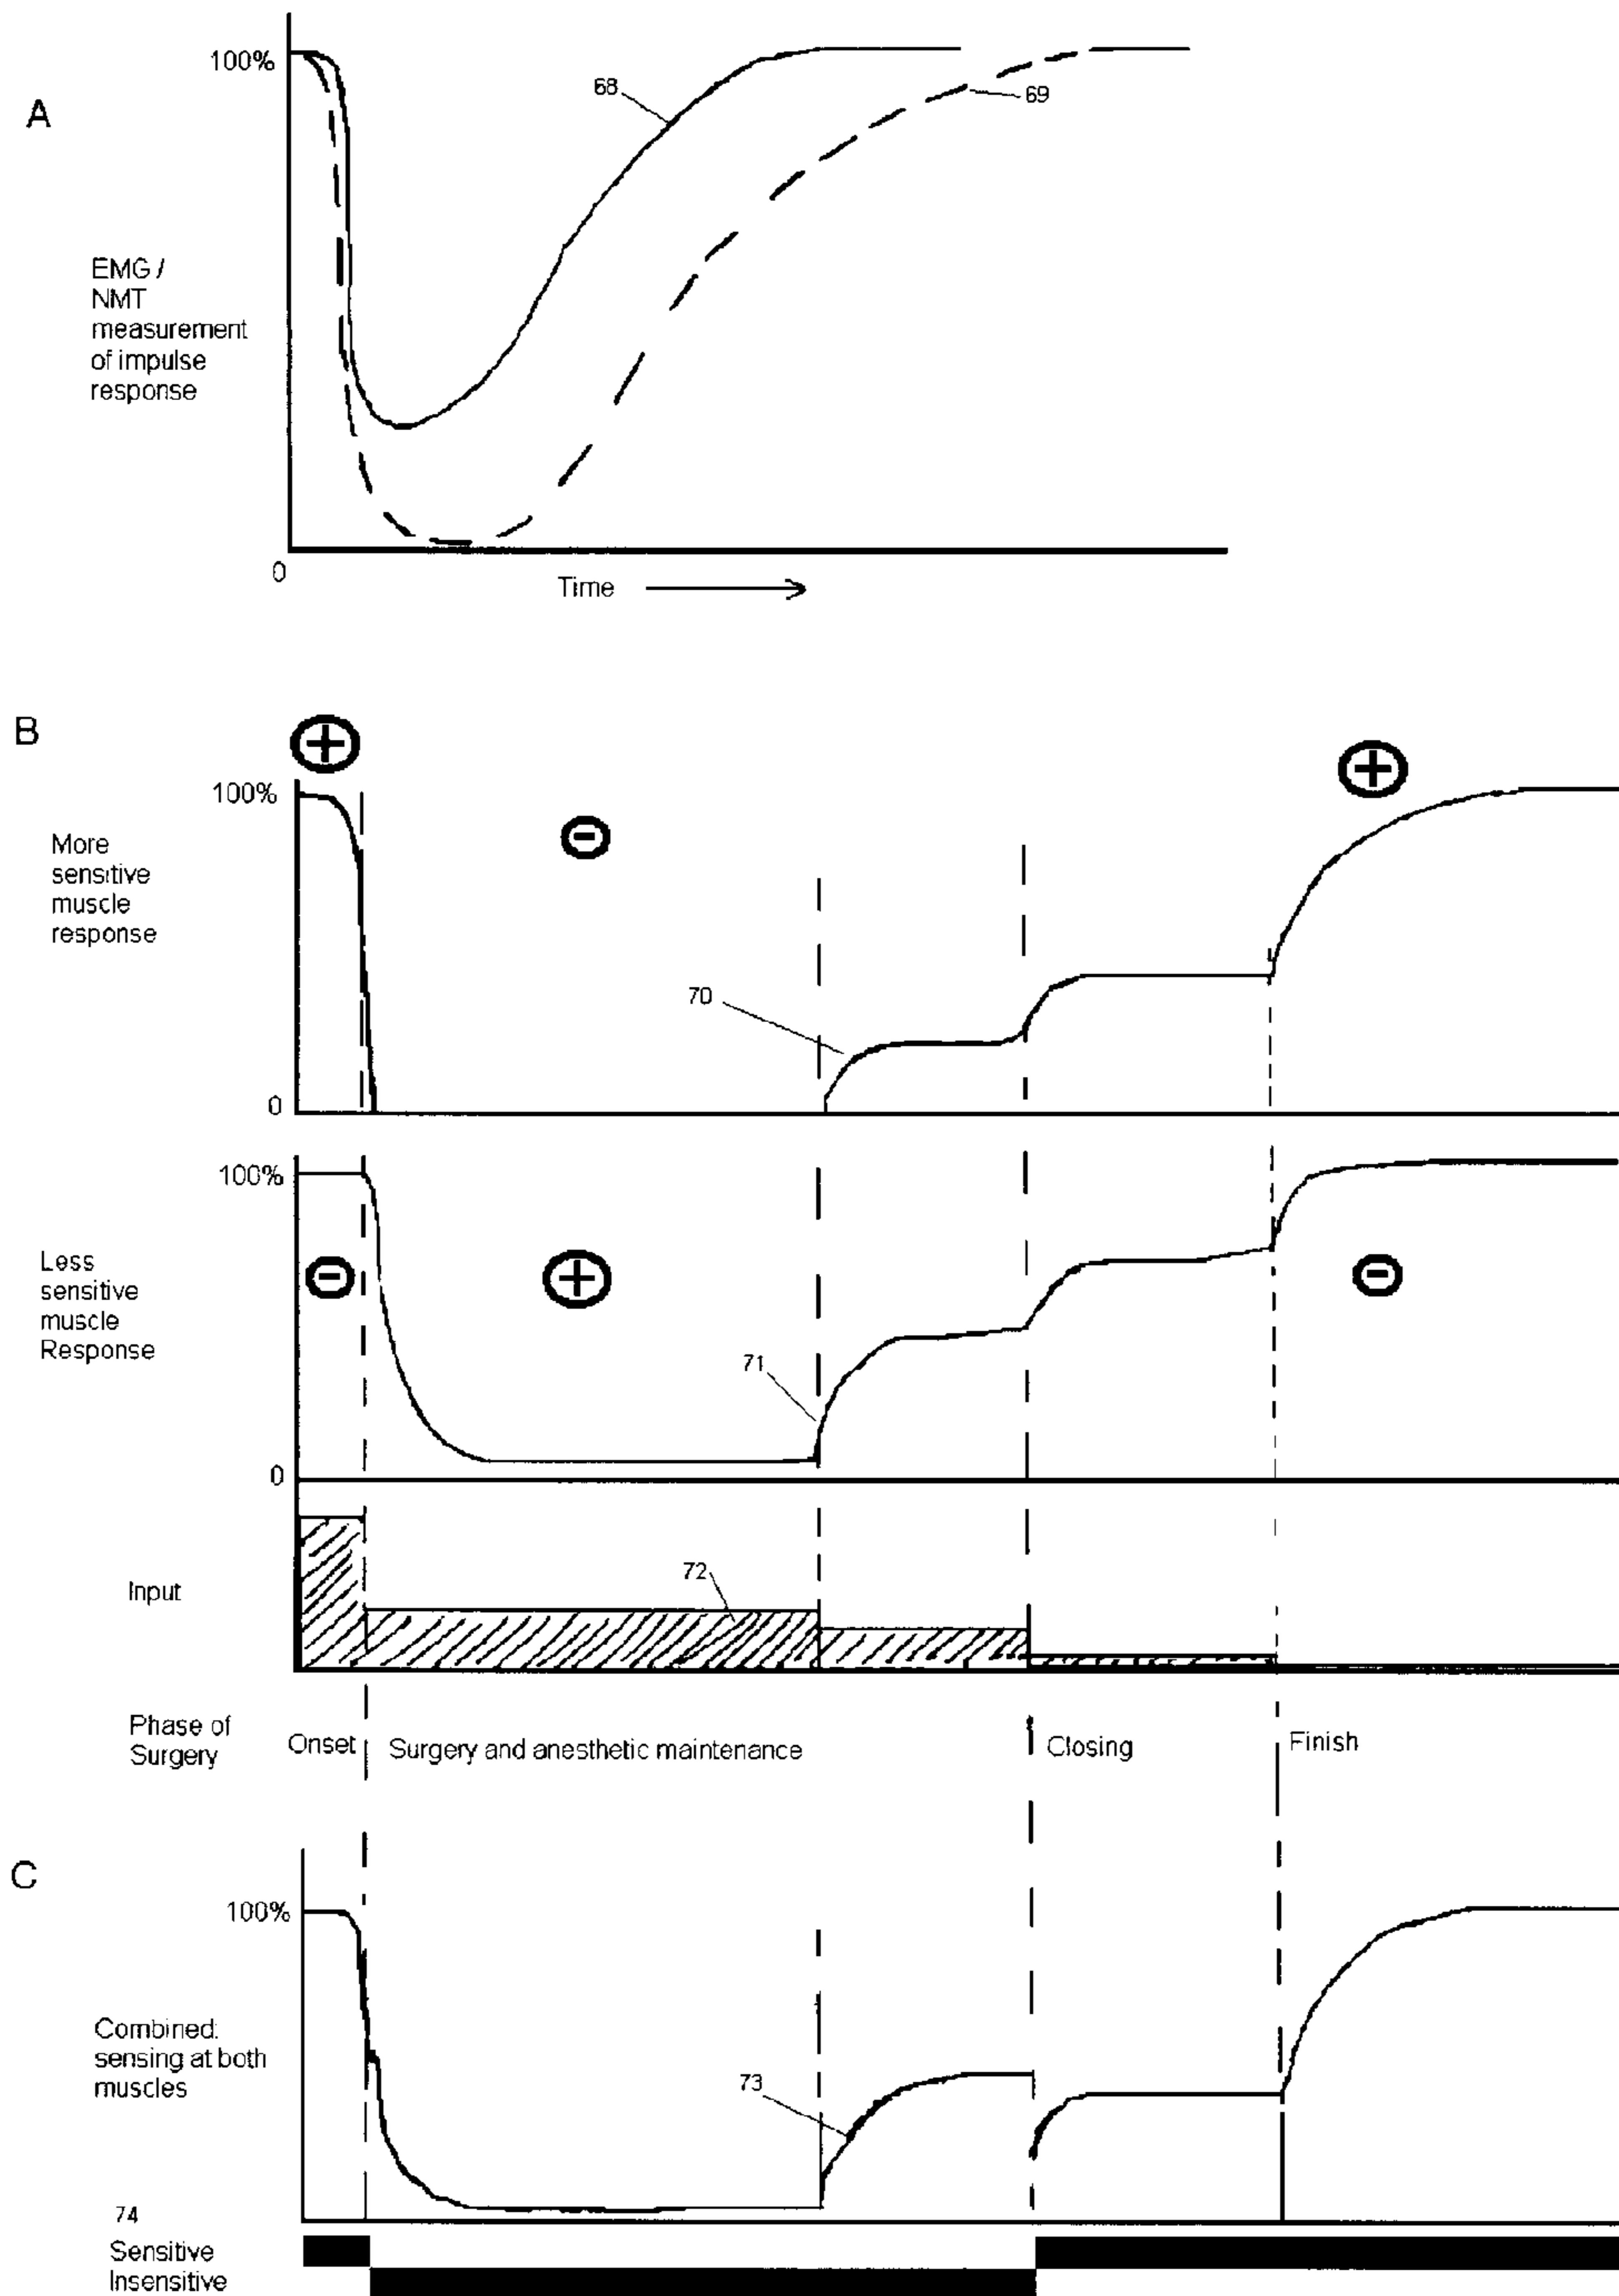 A
100%
68
69
EMG /
NMT
measurement
of impulse
response
0
Time
B
+
+
100%
More
sensitive
muscle
response
-
70
0
100%
Less
sensitive
muscle
Response
-
+
-
71
0
Input
72
Phase of
Surgery
Onset
Surgery and anesthetic maintenance
Closing
Finish
C
100%
Combined:
sensing at both
muscles
73
74
Sensitive
Insensitive